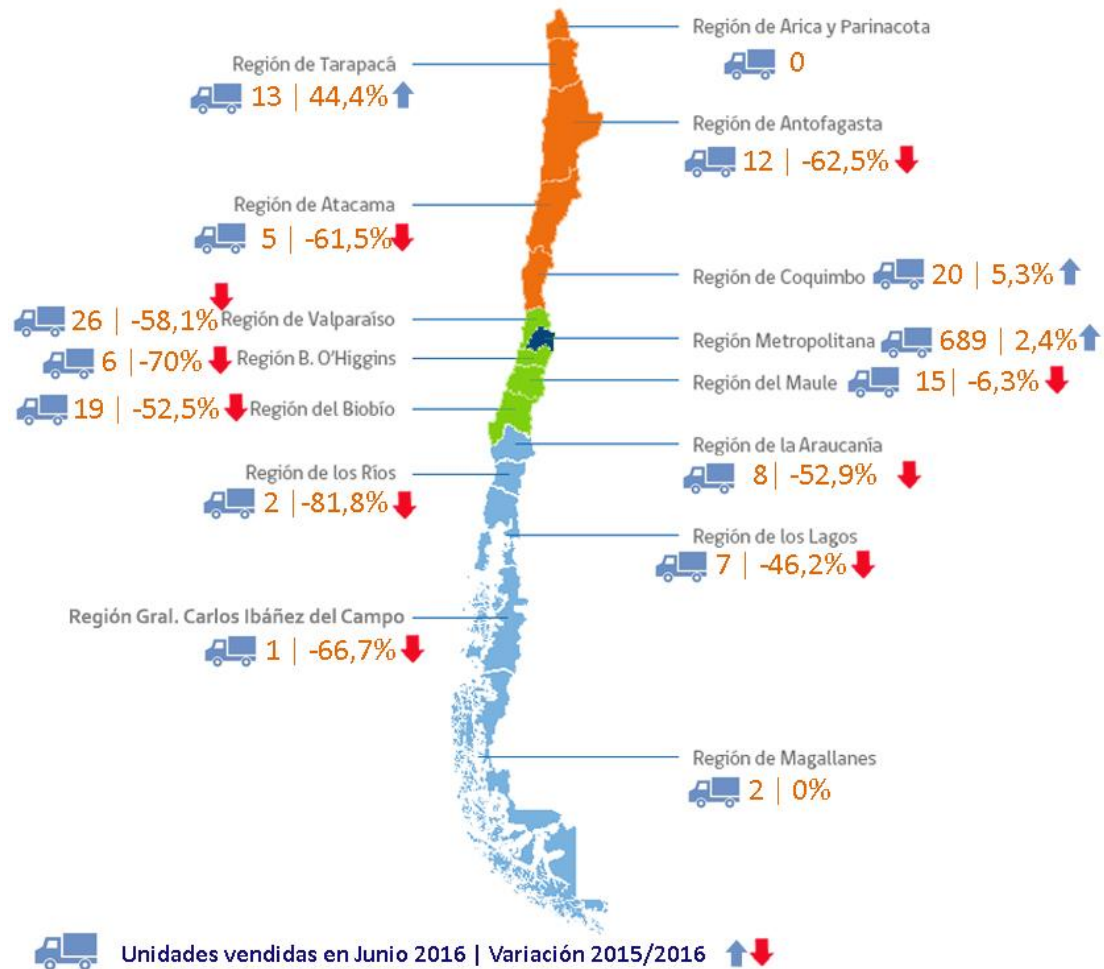 Región de Arica y Parinacota
0
Región de Tarapacá
13 | 44,4%
Región de Antofagasta
12 | -62,5%
Región de Atacama
5 | -61,5%
Región de Coquimbo 20 | 5,3%
26 | -58,1% Región de Valparaíso
Región Metropolitana 689 | 2,4%
6 | -70% Región B. O'Higgins
Región del Maule 15 | -6,3%
19 | -52,5% Región del Biobío
Región de la Araucanía
8 | -52,9%
Región de los Ríos
2 | -81,8%
Región de los Lagos
7 | -46,2%
Región Gral. Carlos Ibáñez del Campo
1 | -66,7%
Región de Magallanes
2 | 0%
Unidades vendidas en Junio 2016 | Variación 2015/2016